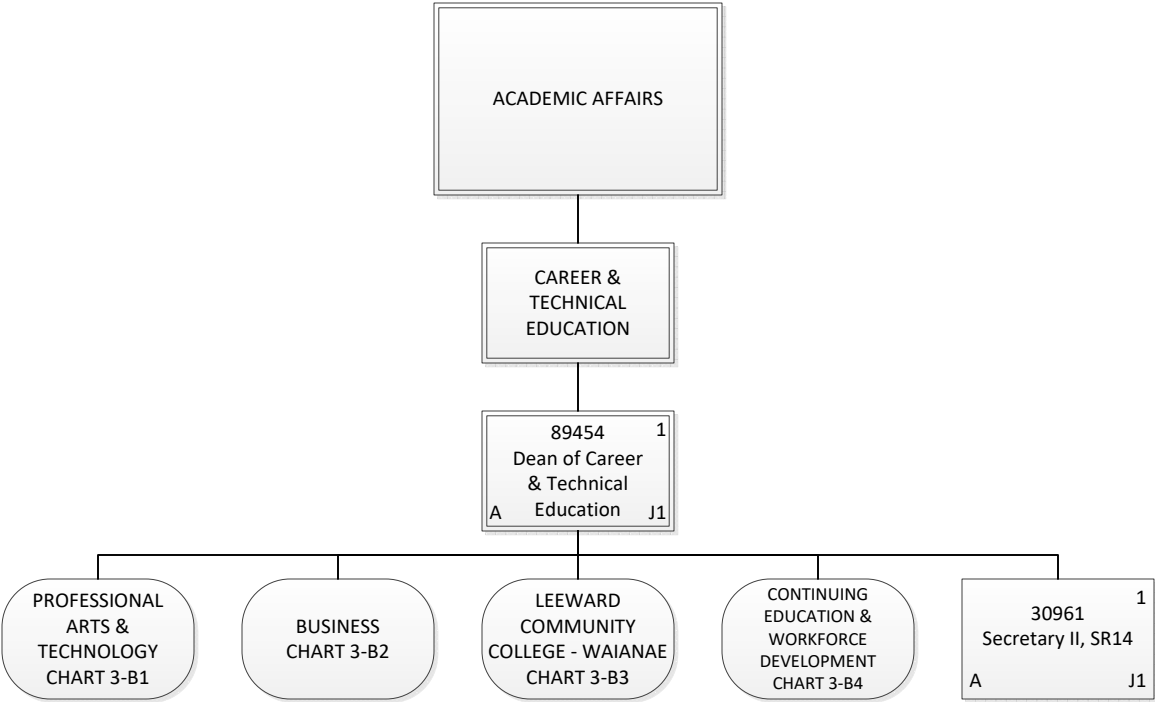 ACADEMIC AFFAIRS
CAREER &
TECHNICAL
EDUCATION
89454 1
Dean of Career
& Technical
A Education J1
PROFESSIONAL
ARTS &
TECHNOLOGY
CHART 3-B1
BUSINESS
CHART 3-B2
LEEWARD
COMMUNITY
COLLEGE - WAIANAE
CHART 3-B3
CONTINUING
EDUCATION &
WORKFORCE
DEVELOPMENT
CHART 3-B4
1
30961
Secretary II, SR14
A J1